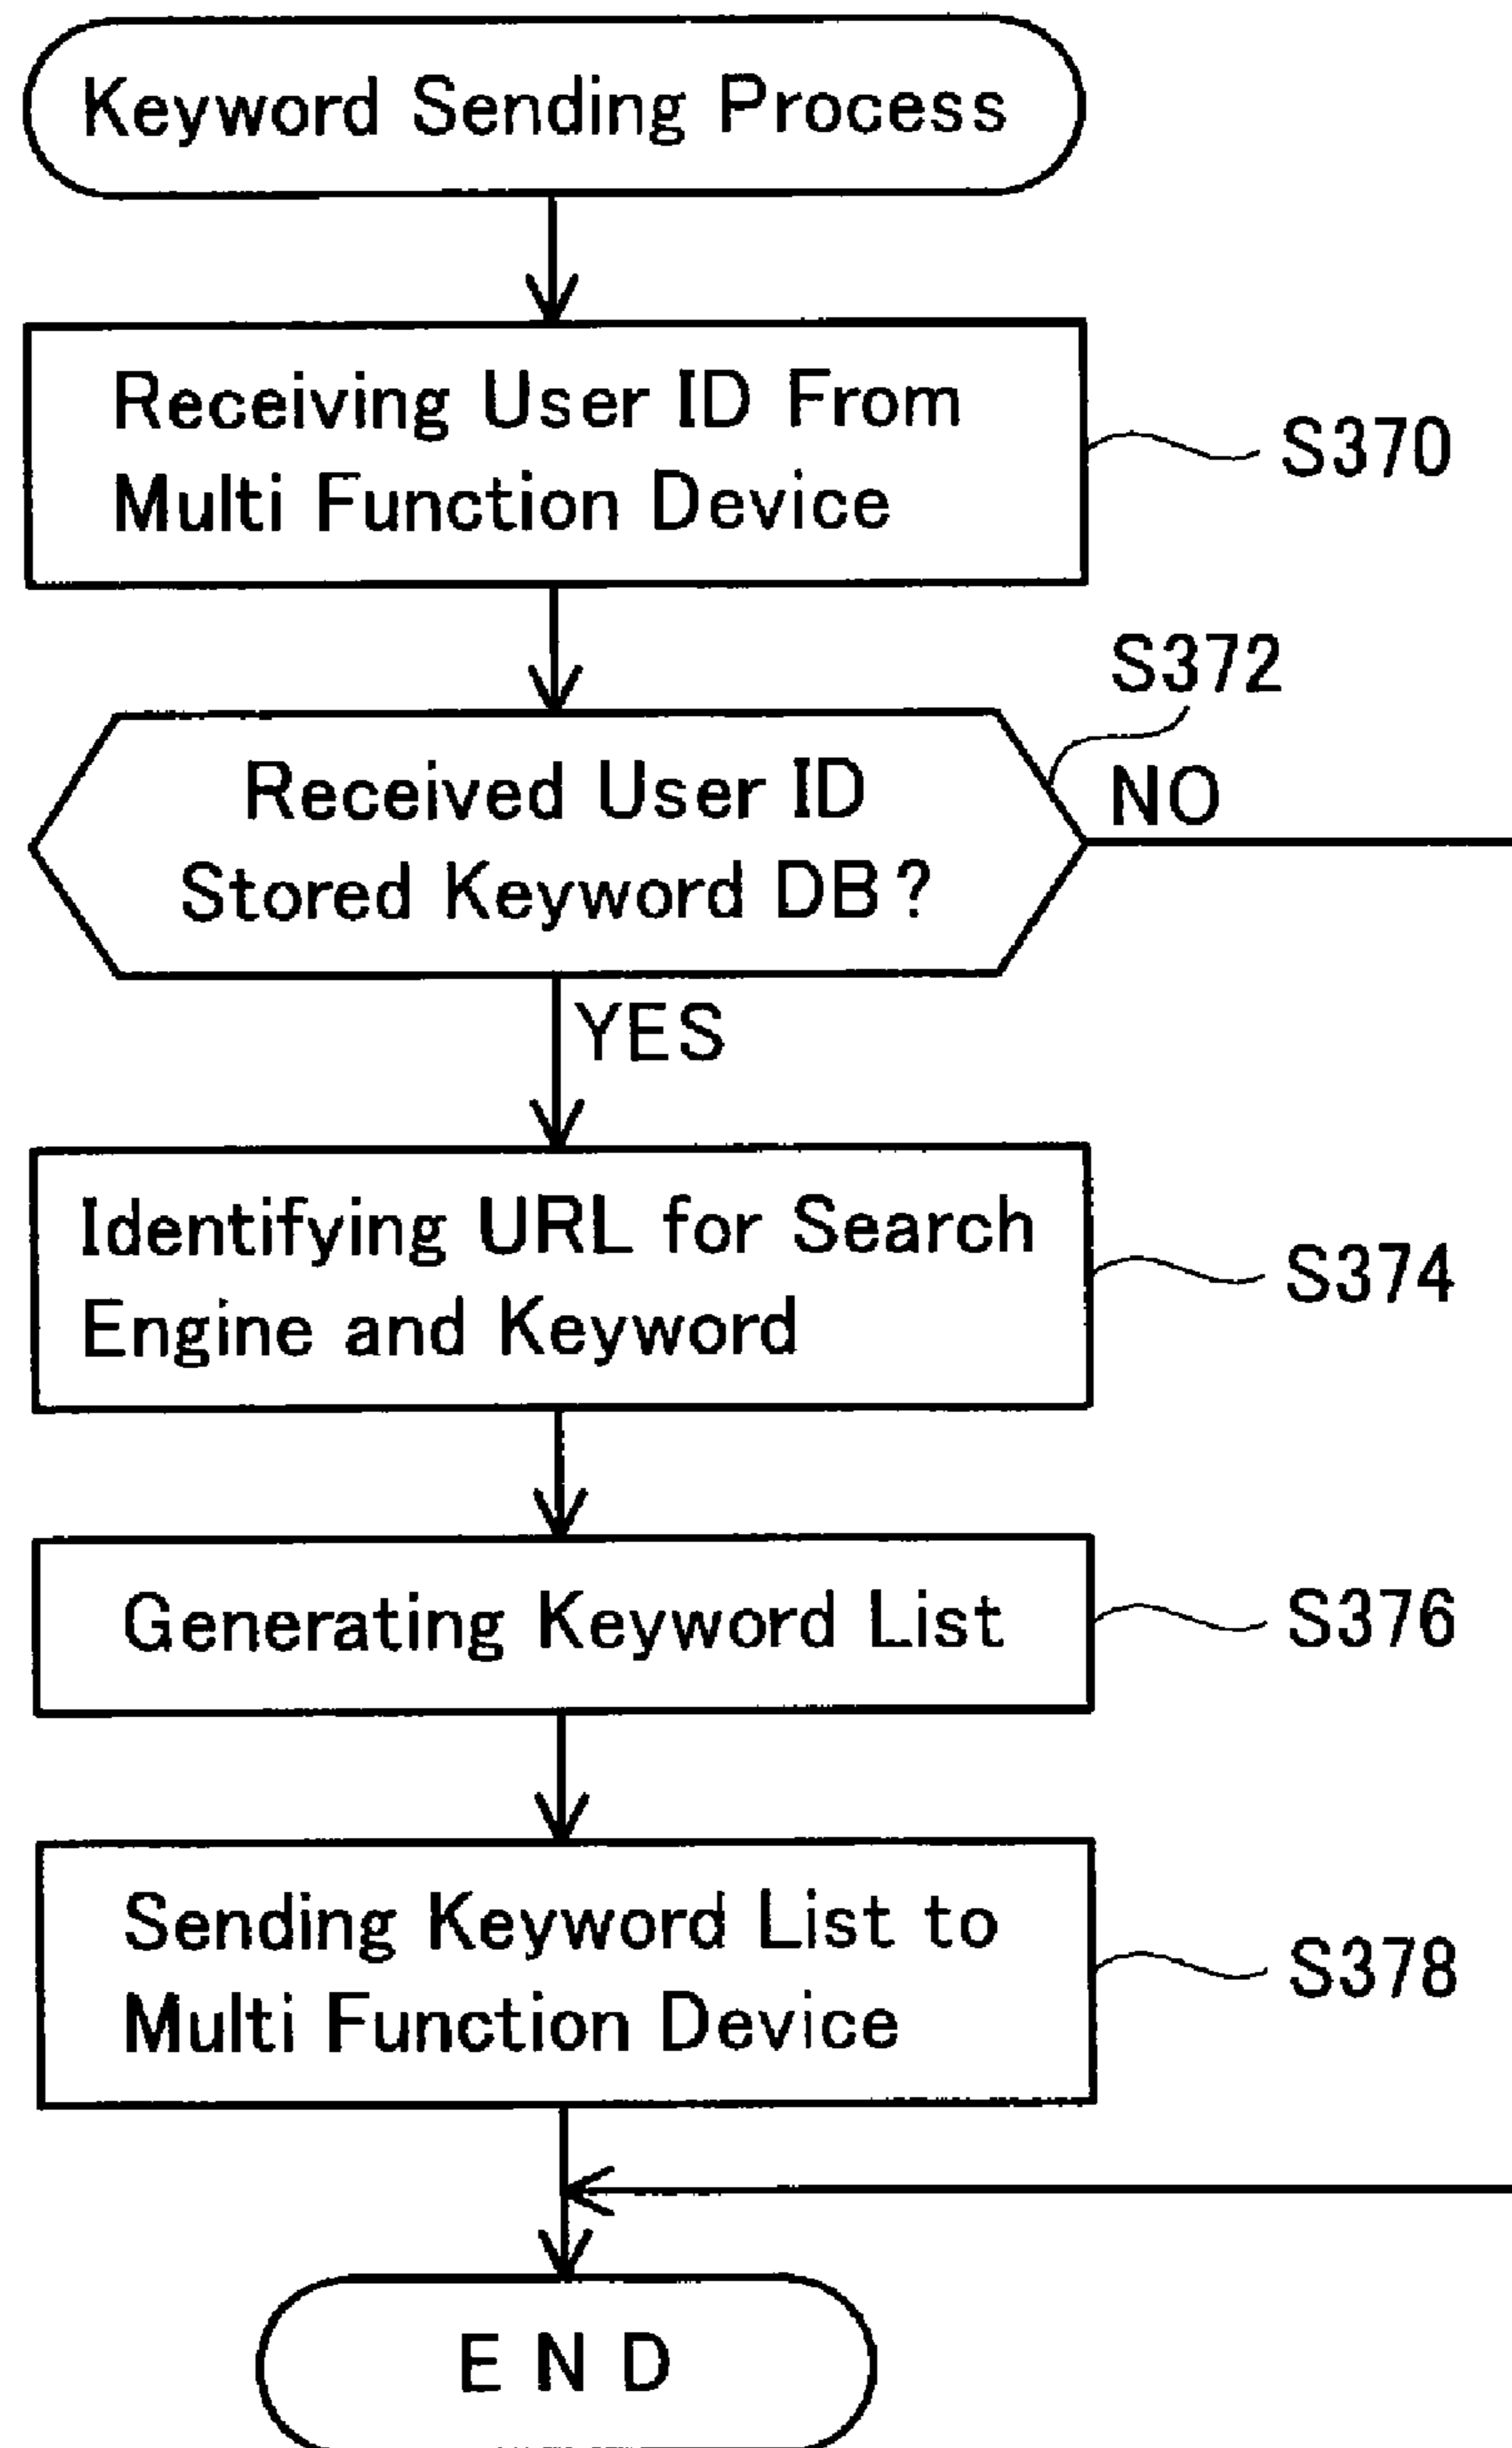 Keyword Sending Process
Receiving User ID From
Multi Function Device
S370
S372
Received User ID
Stored Keyword DB?
NO
YES
Identifying URL for Search
Engine and Keyword
S374
Generating Keyword List
S376
Sending Keyword List to
Multi Function Device
S378
END